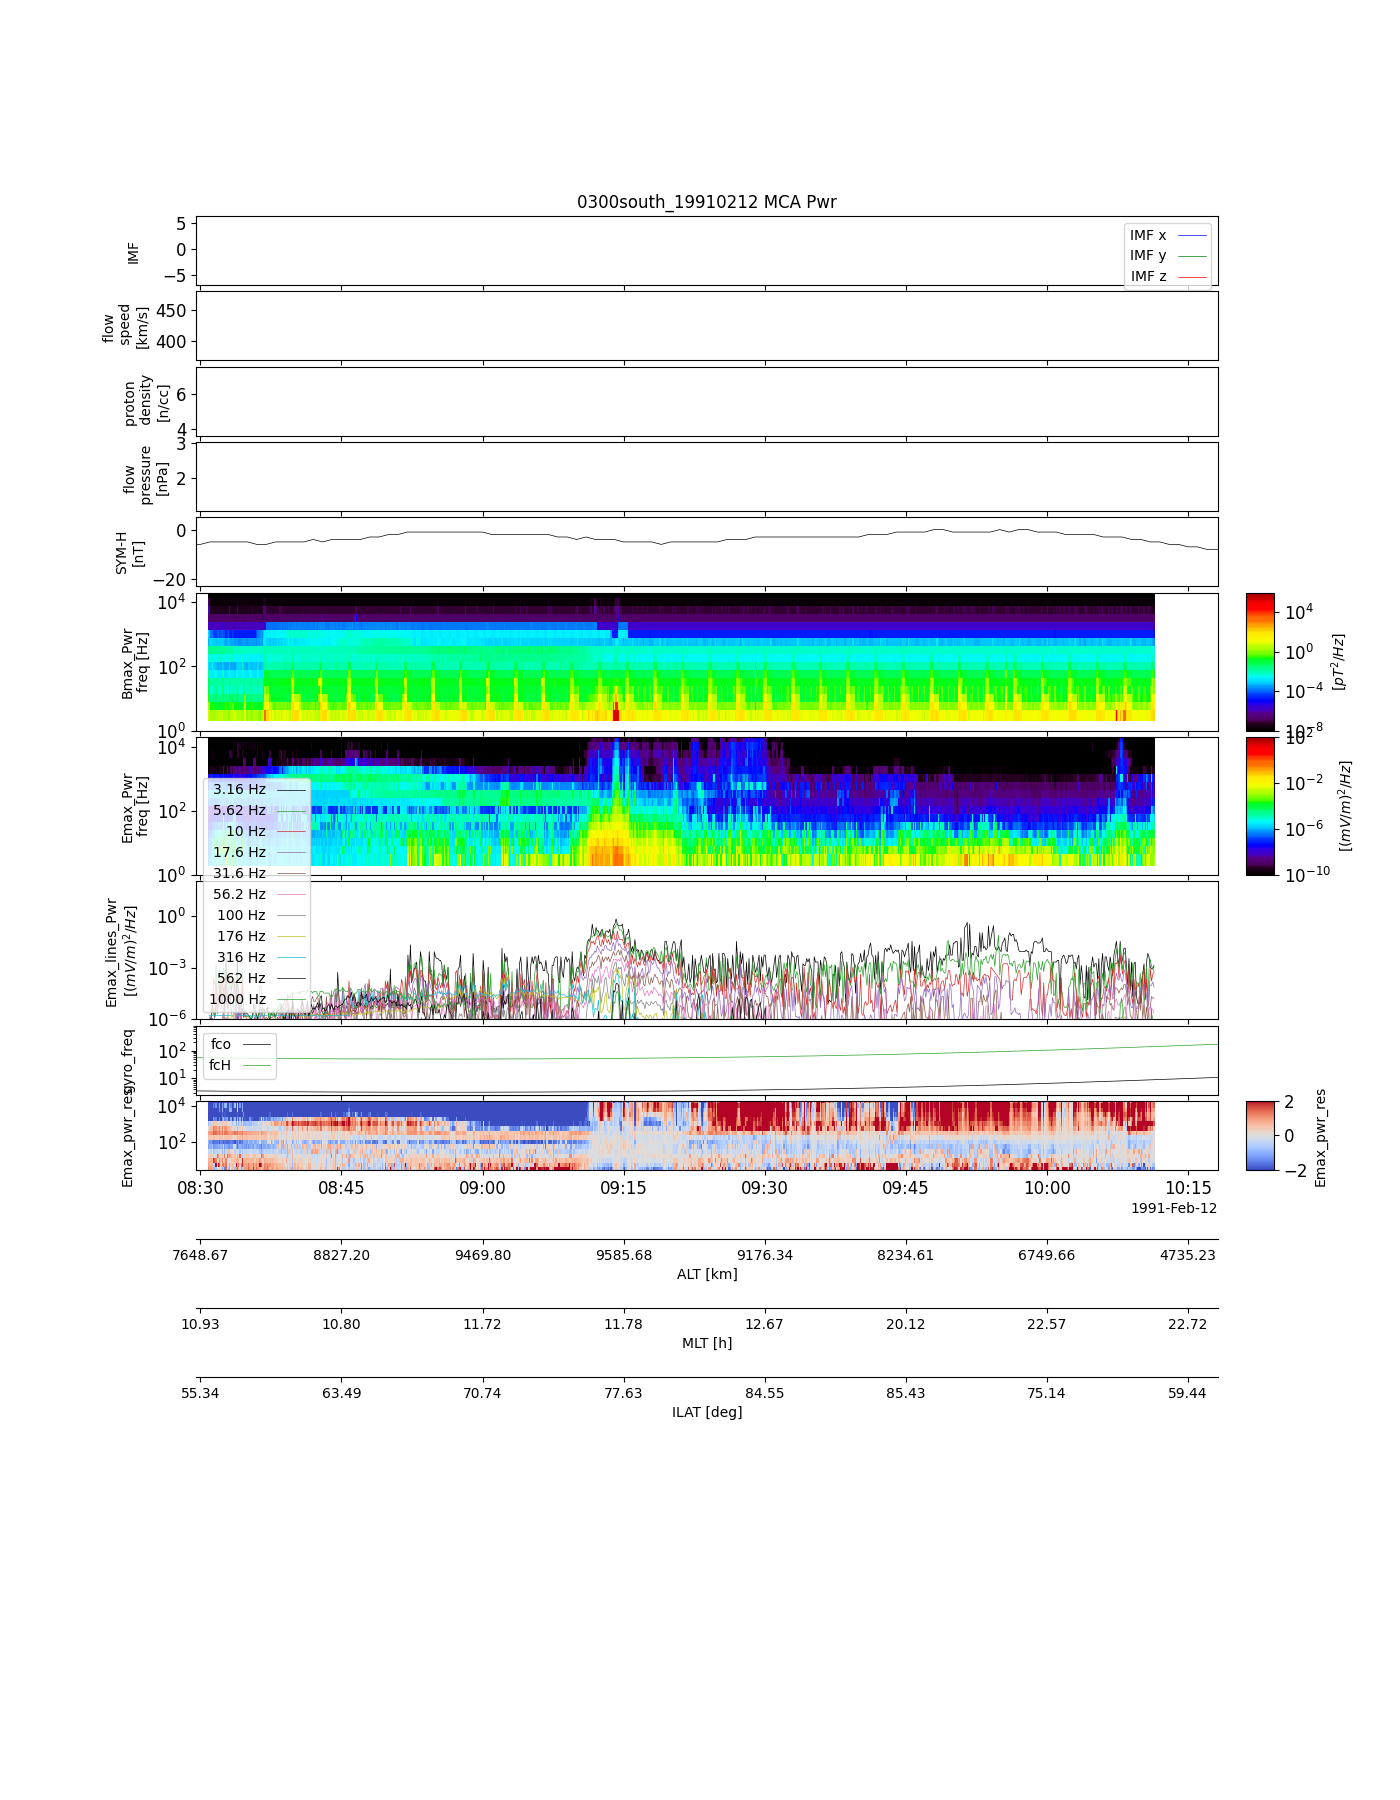 0300south_19910212 MCA Pwr
5
0
−5
IMF
IMF x
IMF y
IMF z
450
400
flow
speed
[km/s]
6
4
proton
density
[n/cc]
3
2
flow
pressure
[nPa]
0
−20
SYM-H
[nT]
10^4
10^2
10^0
Bmax_Pwr
freq [Hz]
10^4
10^0
10^−4
10^−8
[pT^2/Hz]
10^4
10^2
10^0
Emax_Pwr
freq [Hz]
10^2
10^−2
10^−6
10^−10
[(mV/m)^2/Hz]
3.16 Hz
5.62 Hz
10 Hz
17.6 Hz
31.6 Hz
56.2 Hz
100 Hz
176 Hz
316 Hz
562 Hz
1000 Hz
10^0
10^−3
10^−6
Emax_lines_Pwr
[(mV/m)^2/Hz]
10^2
10^1
gyro_freq
fco
fcH
10^4
10^2
Emax_pwr_res
2
0
−2
Emax_pwr_res
08:30 08:45 09:00 09:15 09:30 09:45 10:00 10:15
1991-Feb-12
7648.67 8827.20 9469.80 9585.68 9176.34 8234.61 6749.66 4735.23
ALT [km]
10.93 10.80 11.72 11.78 12.67 20.12 22.57 22.72
MLT [h]
55.34 63.49 70.74 77.63 84.55 85.43 75.14 59.44
ILAT [deg]